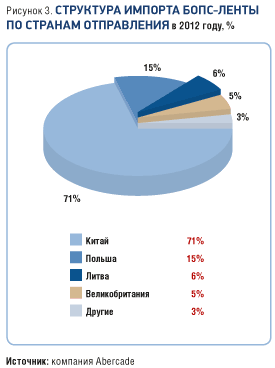 Рисунок 3. СТРУКТУРА ИМПОРТА БОПС-ЛЕНТЫ
ПО СТРАНАМ ОТПРАВЛЕНИЯ в 2012 году, %
15%
6%
5%
3%
71%
Китай 71%
Польша 15%
Литва 6%
Великобритания 5%
Другие 3%
Источник: компания Abercade